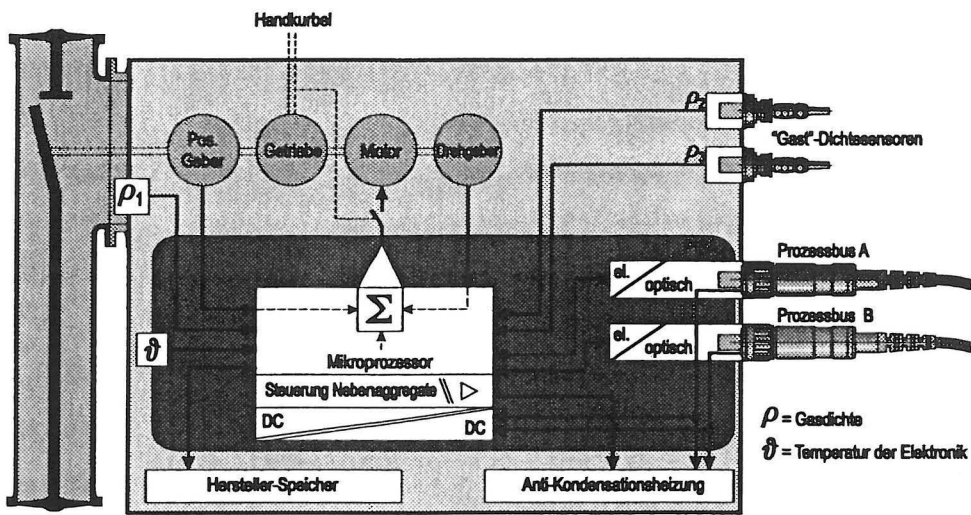 Handkurbel
Pos.
Geber
Getriebe
Motor
Drehgeber
ρ2
"Gast"-Dichtesensoren
ρ3
ρ1
Prozessbus A
el.
optisch
Prozessbus B
el.
optisch
Σ
Mikroprozessor
ϑ
Steuerung Nebenaggregate
DC
DC
ρ = Gasdichte
ϑ = Temperatur der Elektronik
Hersteller-Speicher
Anti-Kondensationsheizung